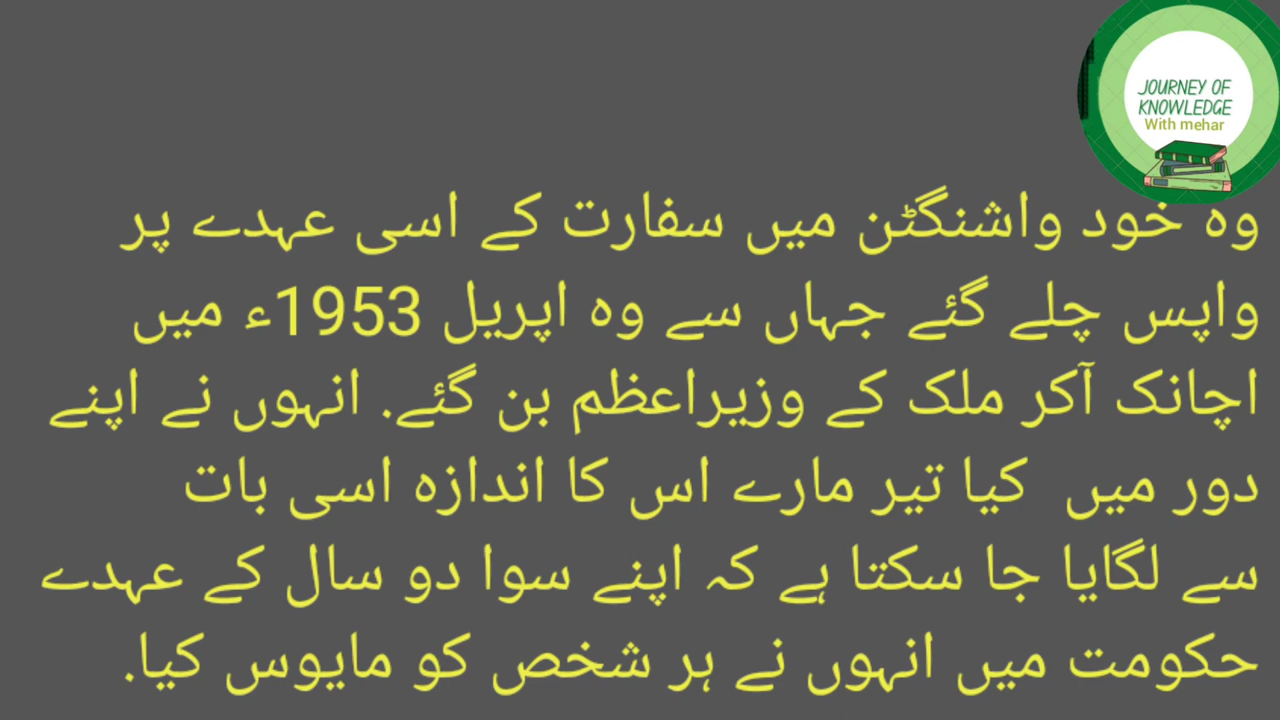 JOURNEY OF
KNOWLEDGE
With mehar
وہ خود واشنگٹن میں سفارت کے اسی عہدے پر
واپس چلے گئے جہاں سے وہ اپریل 1953ء میں
اچانک آکر ملک کے وزیراعظم بن گئے. انہوں نے اپنے
دور میں کیا تیر مارے اس کا اندازہ اسی بات
سے لگایا جا سکتا ہے کہ اپنے سوا دو سال کے عہدے
حکومت میں انہوں نے ہر شخص کو مایوس کیا.